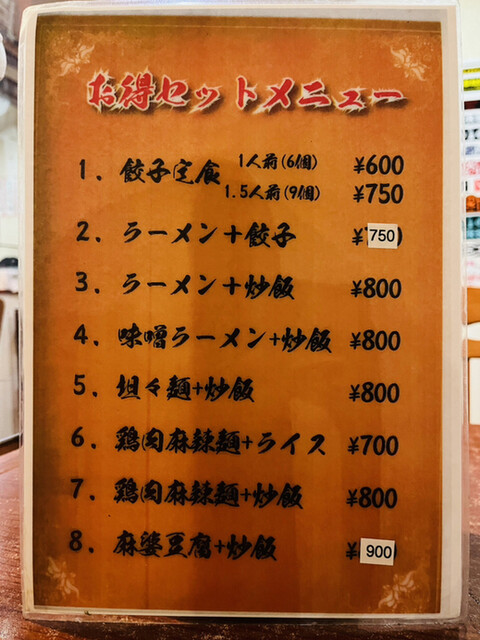 お得セットメニュー
1. 餃子定食 1人前(6個) ¥600
1.5人前(9個) ¥750
2. ラーメン+餃子 ¥750
3. ラーメン+炒飯 ¥800
4. 味噌ラーメン+炒飯 ¥800
5. 坦々麺+炒飯 ¥800
6. 鶏肉麻辣麺+ライス ¥700
7. 鶏肉麻辣麺+炒飯 ¥800
8. 麻婆豆腐+炒飯 ¥900